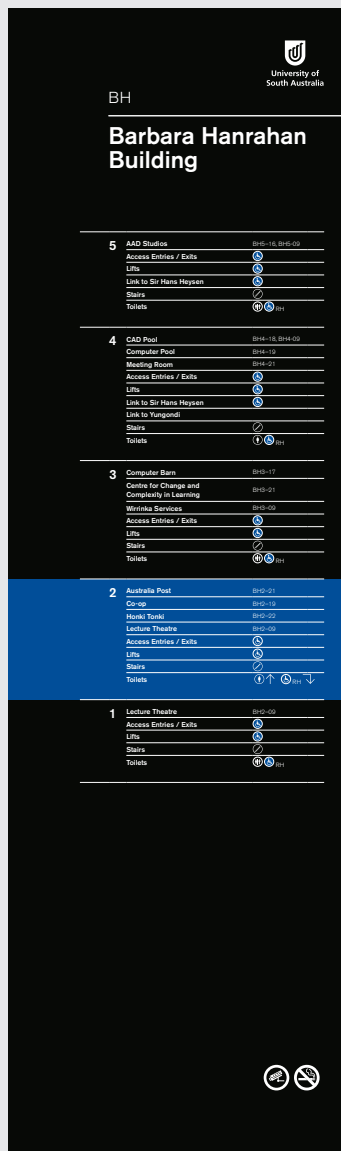 University of
South Australia
BH
Barbara Hanrahan
Building
5 AAD Studios BH5–16, BH5-09
Access Entries / Exits
Lifts
Link to Sir Hans Heysen
Stairs
Toilets RH
4 CAD Pool BH4–18, BH4-09
Computer Pool BH4–19
Meeting Room BH4–21
Access Entries / Exits
Lifts
Link to Sir Hans Heysen
Link to Yungondi
Stairs
Toilets RH
3 Computer Barn BH3–17
Centre for Change and
Complexity in Learning BH3–21
Wirrinka Services BH3–09
Access Entries / Exits
Lifts
Stairs
Toilets RH
2 Australia Post BH2–21
Co-op BH2–19
Honki Tonki BH2–22
Lecture Theatre BH2–09
Access Entries / Exits
Lifts
Stairs
Toilets RH
1 Lecture Theatre BH2–09
Access Entries / Exits
Lifts
Stairs
Toilets RH